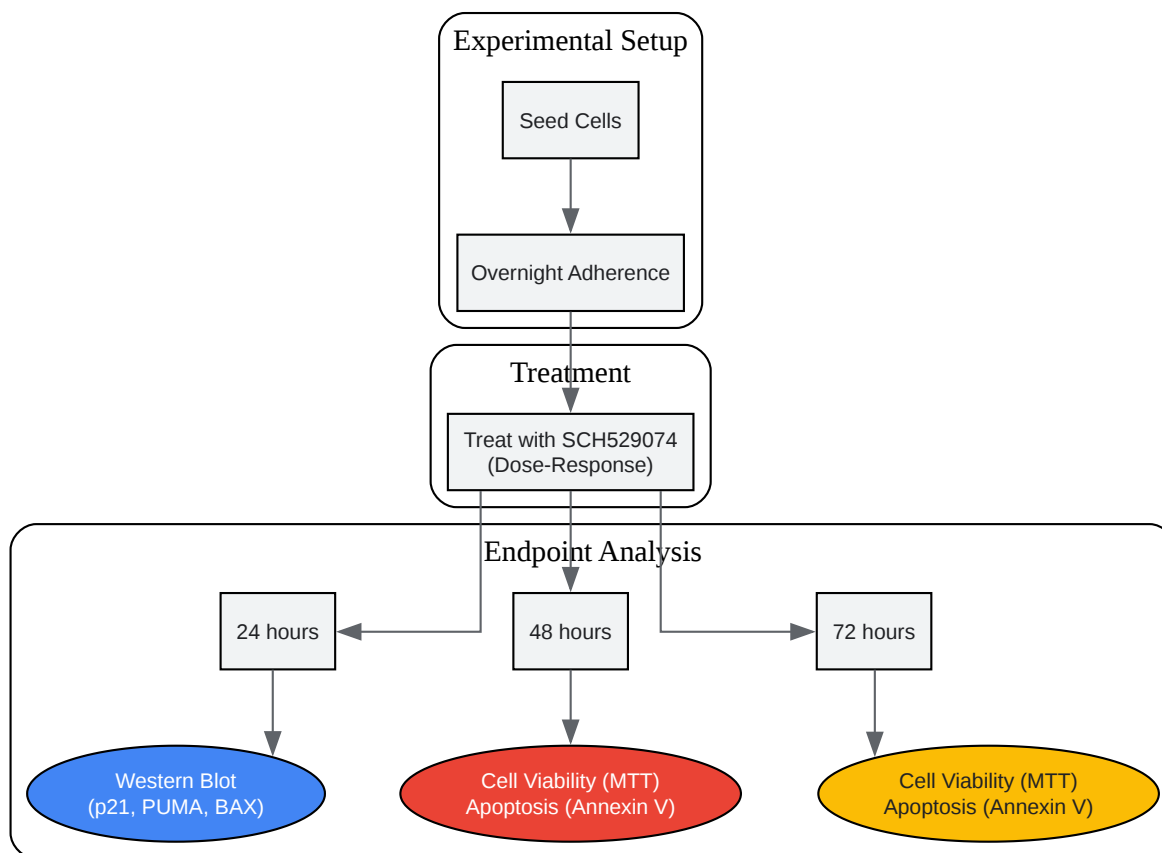 Experimental Setup
Seed Cells
Overnight Adherence
Treatment
Treat with SCH529074
(Dose-Response)
Endpoint Analysis
24 hours
48 hours
72 hours
Western Blot
(p21, PUMA, BAX)
Cell Viability (MTT)
Apoptosis (Annexin V)
Cell Viability (MTT)
Apoptosis (Annexin V)